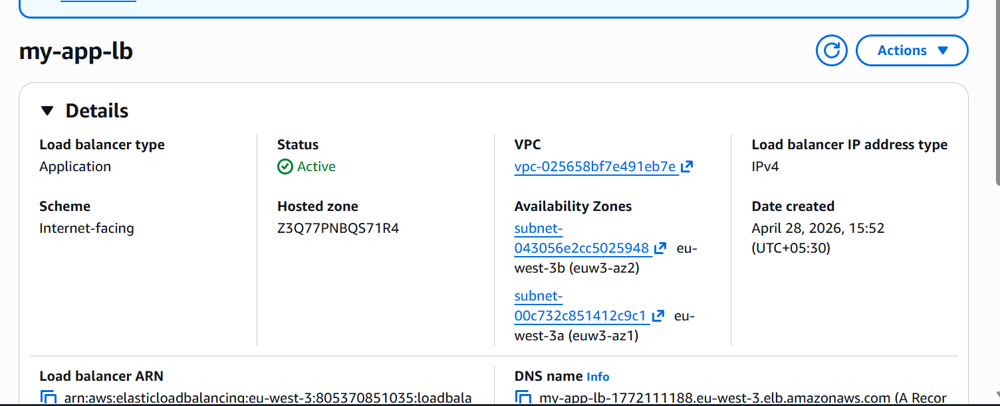 my-app-lb
Actions
Details
Load balancer type
Application
Status
Active
VPC
vpc-025658bf7e491eb7e
Load balancer IP address type
IPv4
Scheme
Internet-facing
Hosted zone
Z3Q77PNBQS71R4
Availability Zones
subnet-
043056e2cc5025948 eu-
west-3b (euw3-az2)
subnet-
00c732c851412c9c1 eu-
west-3a (euw3-az1)
Date created
April 28, 2026, 15:52
(UTC+05:30)
Load balancer ARN
arn:aws:elasticloadbalancing:eu-west-3:805370851035:loadbala
DNS name Info
my-app-lb-1772111188.eu-west-3.elb.amazonaws.com (A Recor